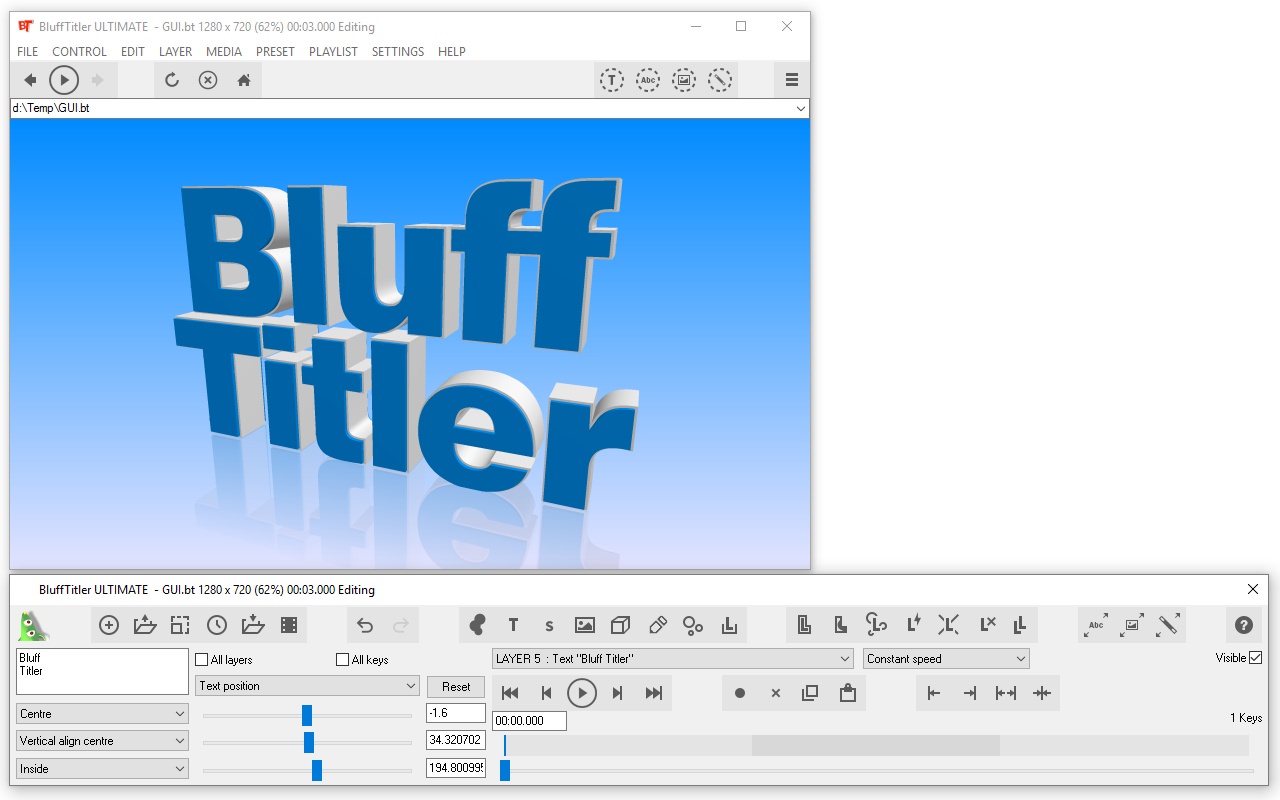 BT BluffTitler ULTIMATE - GUI.bt 1280 x 720 (62%) 00:03.000 Editing
FILE CONTROL EDIT LAYER MEDIA PRESET PLAYLIST SETTINGS HELP
T Abc
d:\Temp\GUI.bt
Bluff
Titler
BluffTitler ULTIMATE - GUI.bt 1280 x 720 (62%) 00:03.000 Editing
T S Abc ?
Bluff
Titler
All layers All keys
LAYER 5 : Text "Bluff Titler" Constant speed Visible
Text position Reset
Centre -1.6 00:00.000 1 Keys
Vertical align centre 34.320702
Inside 194.800995